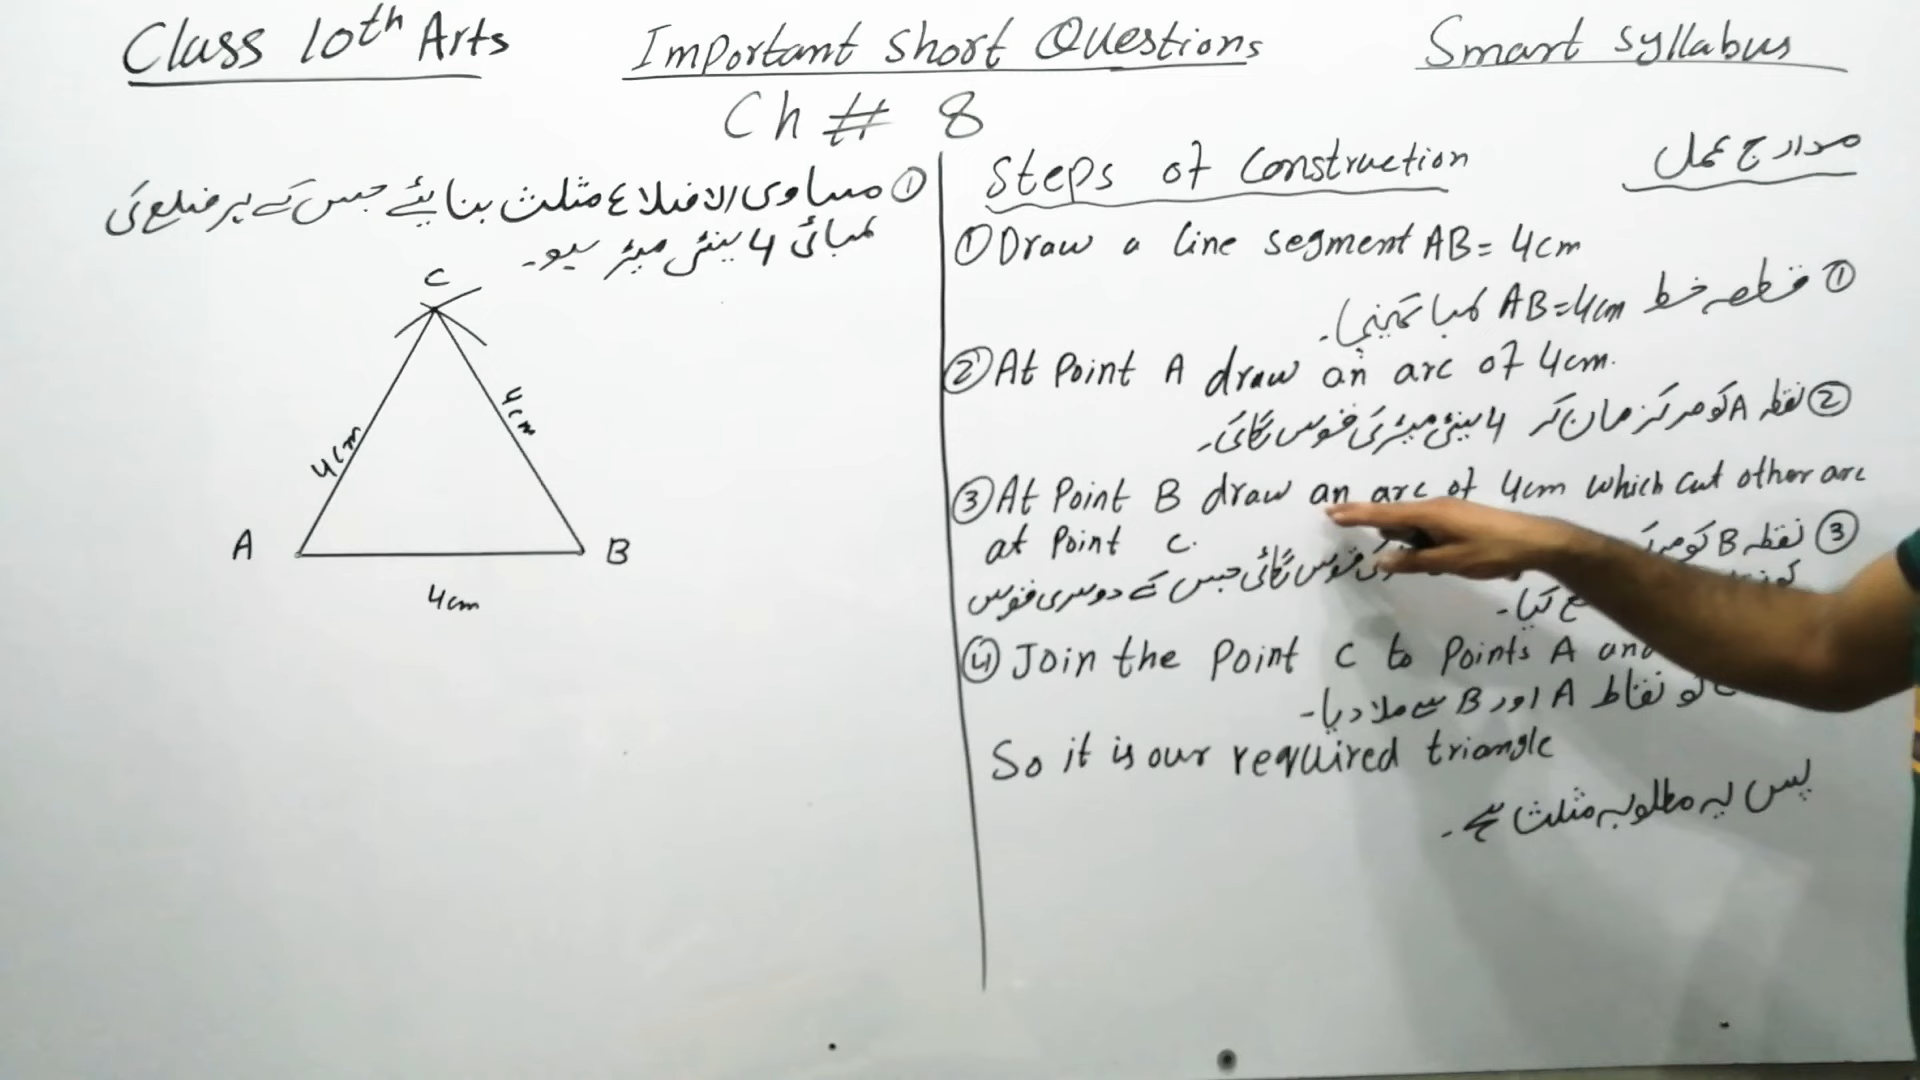 Class 10th Arts
Important Short Questions
Smart Syllabus
Ch # 8
① مساوی الاضلاع مثلث بنایئے جس کے ہر ضلع کی
لمبائی 4 سینٹی میٹر ہو۔
C
4cm
4cm
A
B
4cm
Steps of Construction
مدارج عمل
① Draw a line segment AB = 4cm
① قطعہ خط AB=4cm لمبا کھینچا۔
② At Point A draw an arc of 4cm.
② نقطہ A کو مرکز مان کر 4 سینٹی میٹر کی قوس لگائی۔
③ At Point B draw an arc of 4cm which cut other arc
at Point C.
③ نقطہ B کو
کی قوس لگائی جس نے دوسری قوس
کیا۔
④ Join the Point C to Points A and
کو نقاط A اور B سے ملا دیا۔
So it is our required triangle
پس یہ مطلوبہ مثلث ہے۔